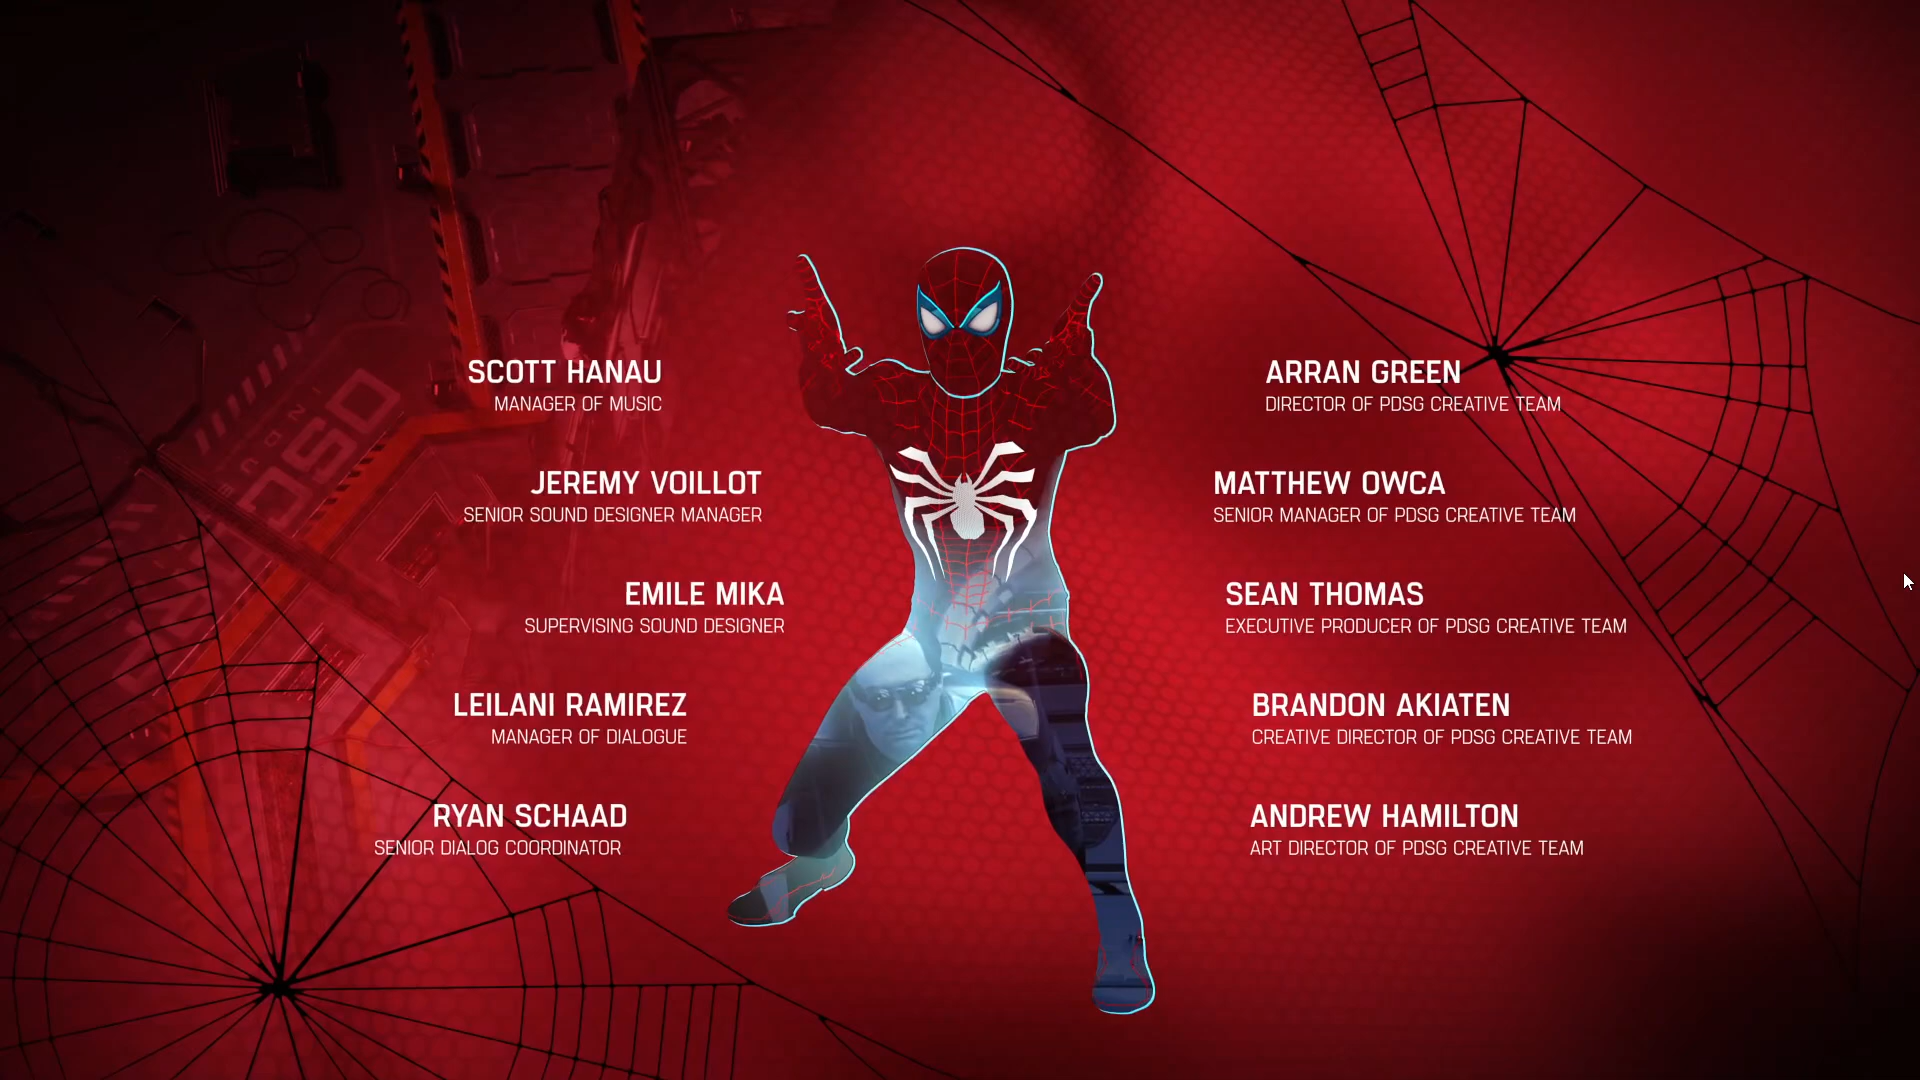 SCOTT HANAU
MANAGER OF MUSIC
JEREMY VOILLOT
SENIOR SOUND DESIGNER MANAGER
EMILE MIKA
SUPERVISING SOUND DESIGNER
LEILANI RAMIREZ
MANAGER OF DIALOGUE
RYAN SCHAAD
SENIOR DIALOG COORDINATOR
ARRAN GREEN
DIRECTOR OF PDSG CREATIVE TEAM
MATTHEW OWCA
SENIOR MANAGER OF PDSG CREATIVE TEAM
SEAN THOMAS
EXECUTIVE PRODUCER OF PDSG CREATIVE TEAM
BRANDON AKIATEN
CREATIVE DIRECTOR OF PDSG CREATIVE TEAM
ANDREW HAMILTON
ART DIRECTOR OF PDSG CREATIVE TEAM